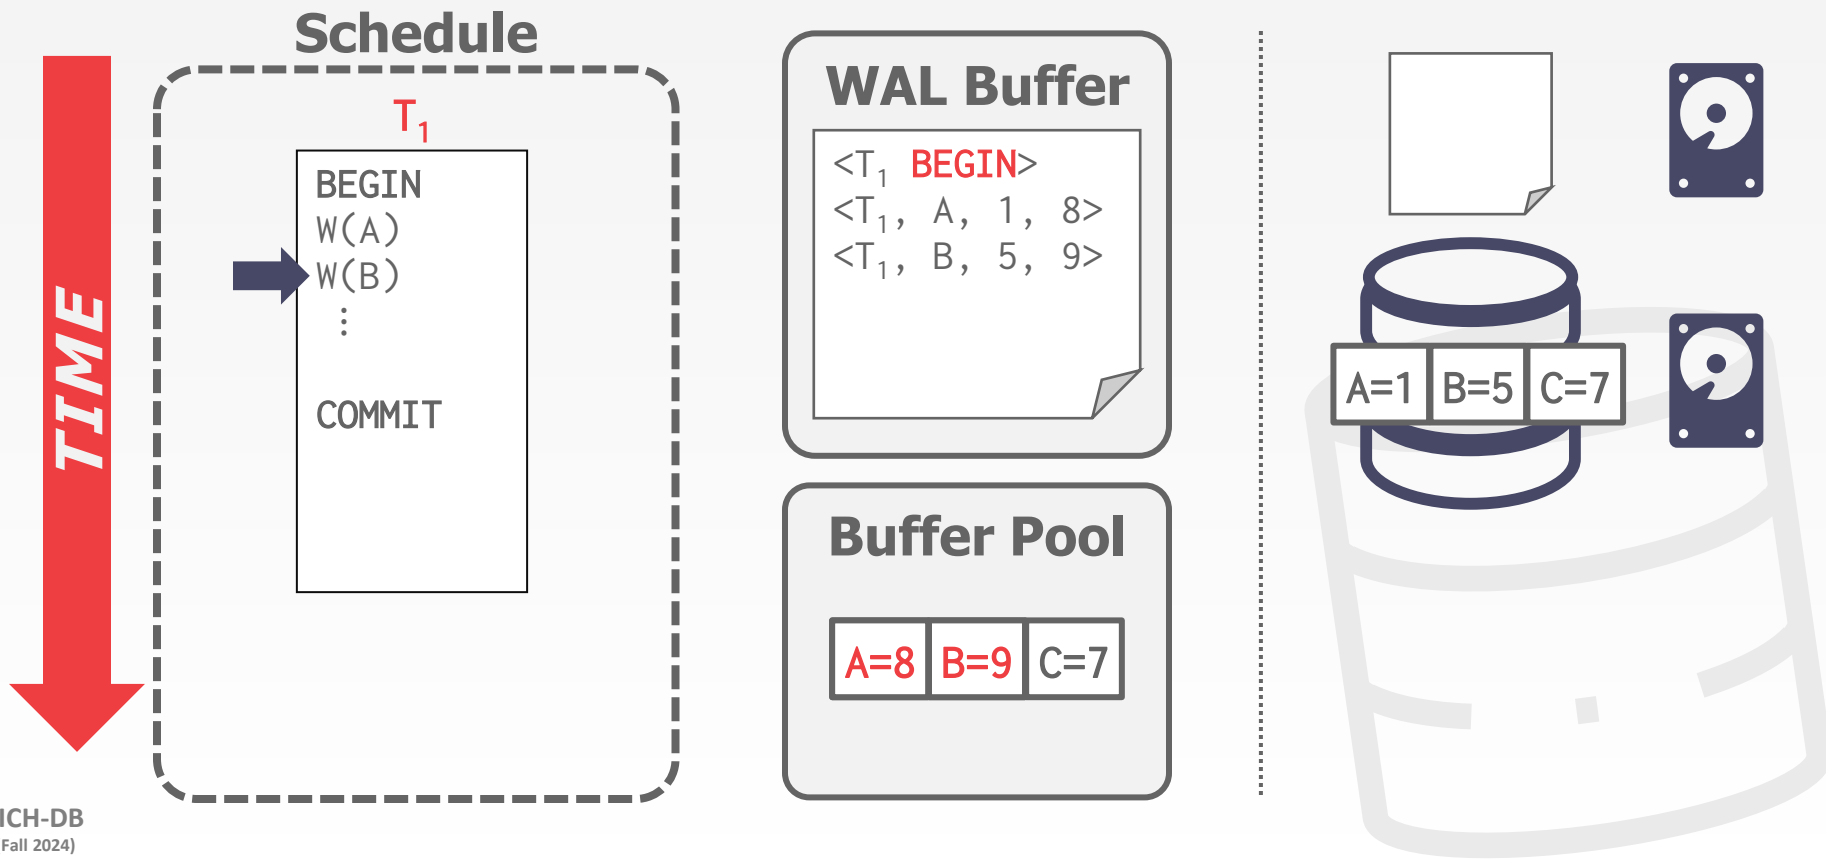 Schedule
TIME
T1
BEGIN
W(A)
W(B)
⋮
COMMIT
WAL Buffer
<T1 BEGIN>
<T1, A, 1, 8>
<T1, B, 5, 9>
Buffer Pool
A=8 B=9 C=7
A=1 B=5 C=7
ICH-DB
Fall 2024)